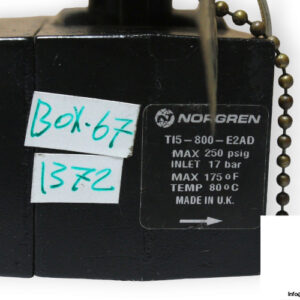 BOX-67
1372
NORGREN
T15-800-E2AD
MAX 250 psig
INLET 17 bar
MAX 175°F
TEMP 80°C
MADE IN U.K.